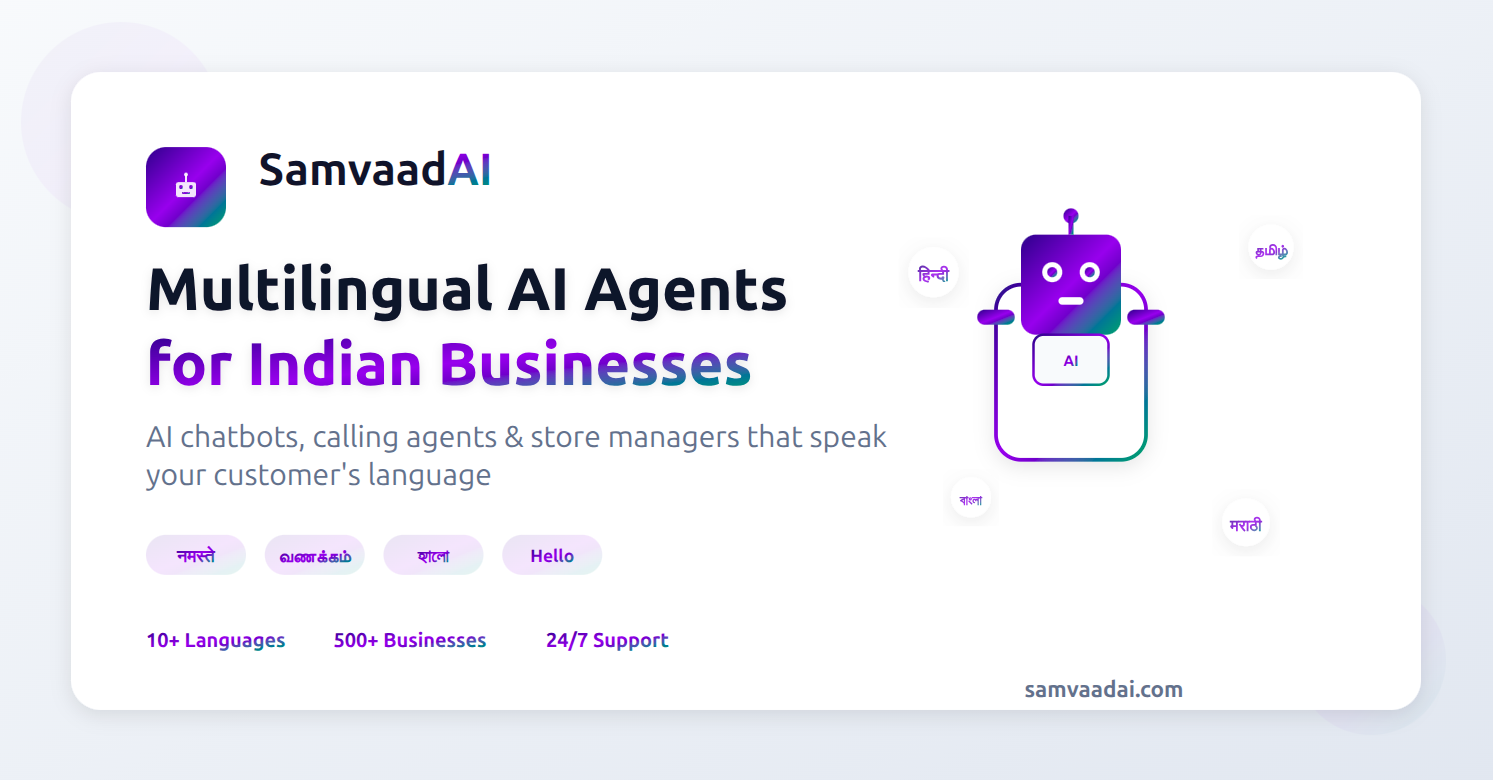 SamvaadAI
Multilingual AI Agents
for Indian Businesses
AI chatbots, calling agents & store managers that speak
your customer's language
नमस्ते
வணக்கம்
হ্যালো
Hello
10+ Languages
500+ Businesses
24/7 Support
हिन्दी
தமிழ்
AI
বাংলা
मराठी
samvaadai.com